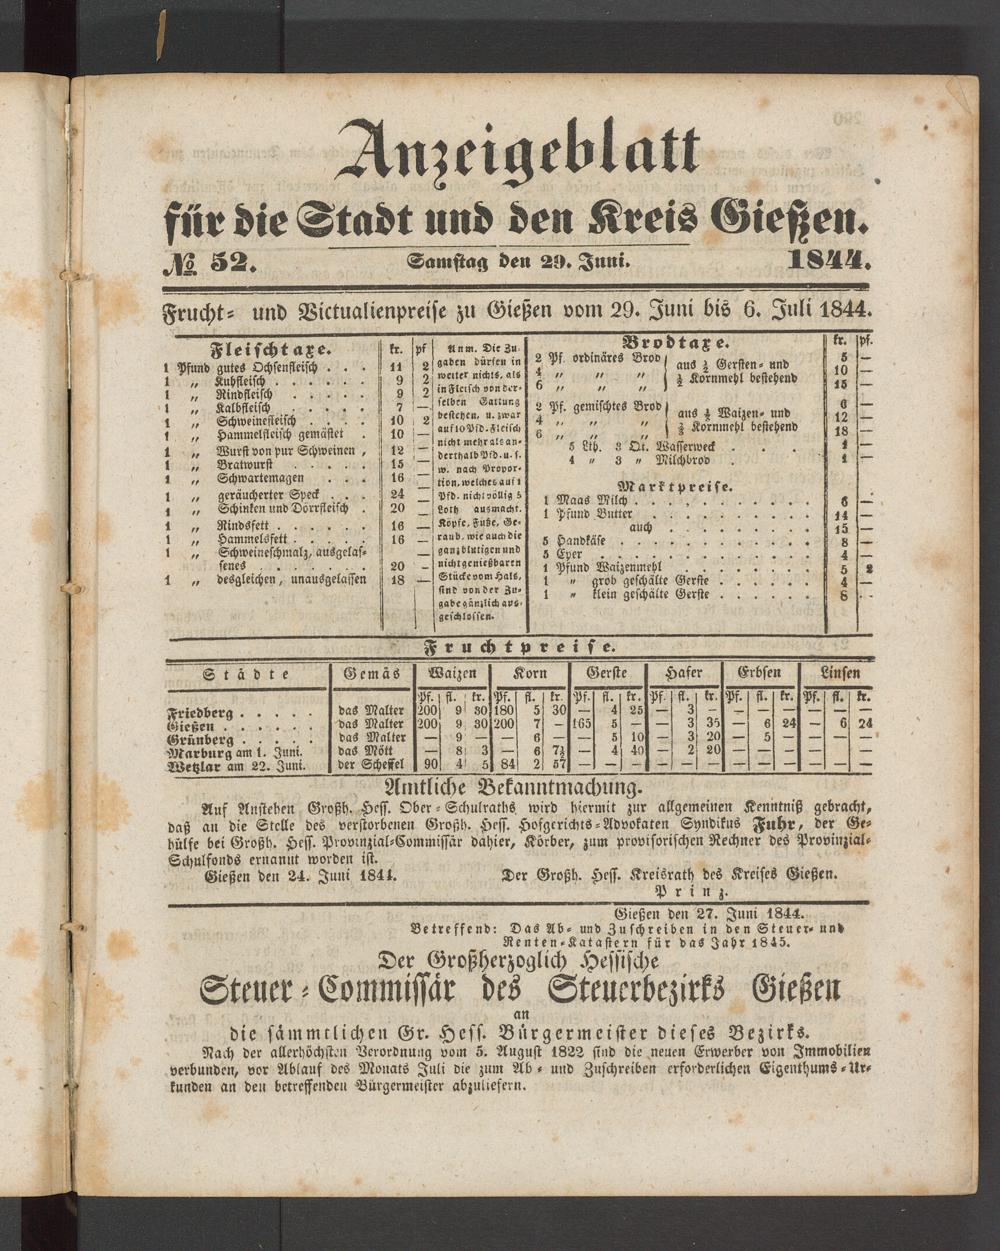 Anzeigeblatt
für die Stadt und den Kreis Gießen.
№ 52. Samstag den 29. Juni. 1844.
Frucht- und Victualienpreise zu Gießen vom 29. Juni bis 6. Juli 1844.
Fleischtaxe. kr. pf
1 Pfund gutes Ochsenfleisch . . . 11 2
1 „ Kuhfleisch . . . . . 9 2
1 „ Rindfleisch . . . . . 9 2
1 „ Kalbfleisch . . . . 7 —
1 „ Schweinefleisch . . . . 10 2
1 „ Hammelfleisch gemästet . 10 —
1 „ Wurst von pur Schweinen , 12 —
1 „ Bratwurst . . . . . 15 —
1 „ Schwartemagen . . . . 16 —
1 „ geräucherter Speck . . . 24 —
1 „ Schinken und Dörrfleisch . 20 —
1 „ Rindsfett . . . . . 16 —
1 „ Hammelsfett . . . . . 16 —
1 „ Schweineschmalz, ausgelas- —
senes . . . . . . 20 -
1 „ desgleichen, unausgelassen 18 —
Anm. Die Zu-
gaben dürfen in
weiter nichts, als
in Fleisch von der-
selben Gattung
bestehen, u. zwar
auf 10 Pfd. Fleisch
nicht mehr als an-
derthalb Pfd. u. s.
w. nach Propor-
tion, welches auf 1
Pfd. nicht völlig 5
Loth ausmacht.
Köpfe, Füße, Ge-
raub, wie auch die
ganz blutigen und
nicht genießbaren
Stücke vom Hals,
sind von der Zu-
gabe gänzlich aus-
geschlossen.
Brodtaxe. kr. pf.
2 Pf. ordinäres Brod aus ½ Gersten- und 5 —
4 „ „ „ ½ Kornmehl bestehend 10 —
6 „ „ „ 15 —
2 Pf. gemischtes Brod aus Waizen- und 6 —
4 „ „ „ Kornmehl bestehend 12 —
6 „ „ „ 18 —
5 Lth. 3 Qt. Wasserweck . . . 1 —
4 „ 3 „ Milchbrod . . . 1 —
Marktpreise.
1 Maas Milch . . . . . . . . . 6 —
1 Pfund Butter . . . . . . . . 14 —
auch . . . . . . 15 —
5 Handkäse . . . . . . . . . 8 —
5 Eyer . . . . . . . . . . 4 —
1 Pfund Waizenmehl . . . . . . . 5 2
1 „ grob geschälte Gerste . . . . . 4 —
1 „ klein geschälte Gerste . . . . . . 8 -
Fruchtpreise.
Städte Gemäs Waizen Korn Gerste Hafer Erbsen Linsen
Pf. fl. kr. Pf. fl. kr. Pf. fl. kr. Pf. fl. kr. Pf. fl. kr. Pf. fl. kr.
Friedberg . . . . . das Malter 200 9 30 180 5 30 — 4 25 — 3 — — — — — — —
Gießen . . . . . . das Malter 200 9 30 200 7 — 165 5 — — 3 35 — 6 24 — 6 24
Grünberg . . . . . das Malter — 9 — — 6 — — 5 10 — 3 20 — 5 — — — —
Marburg am 1. Juni. das Mött — 8 3 — 6 7½ — 4 40 — 2 20 — — — — — —
Wetzlar am 22. Juni. der Scheffel 90 4 5 84 2 57 — — — — — — — — — — — —
Amtliche Bekanntmachung.
Auf Anstehen Großh. Hess. Ober-Schulraths wird hiermit zur allgemeinen Kenntniß gebracht,
daß an die Stelle des verstorbenen Großh. Hess. Hofgerichts-Advokaten Syndikus Fuhr, der Ge-
hülfe bei Großh. Hess. Provinzial-Commissär dahier, Körber, zum provisorischen Rechner des Provinzial-
Schulfonds ernannt worden ist.
Gießen den 24. Juni 1844. Der Großh. Hess. Kreisrath des Kreises Gießen.
Prinz.
Gießen den 27. Juni 1844.
Betreffend: Das Ab- und Zuschreiben in den Steuer- und
Renten-Katastern für das Jahr 1845.
Der Großherzoglich Hessische
Steuer-Commissär des Steuerbezirks Gießen
an
die sämmtlichen Gr. Hess. Bürgermeister dieses Bezirks.
Nach der allerhöchsten Verordnung vom 5. August 1822 sind die neuen Erwerber von Immobilien
verbunden, vor Ablauf des Monats Juli die zum Ab- und Zuschreiben erforderlichen Eigenthums-Ur-
kunden an den betreffenden Bürgermeister abzuliefern.